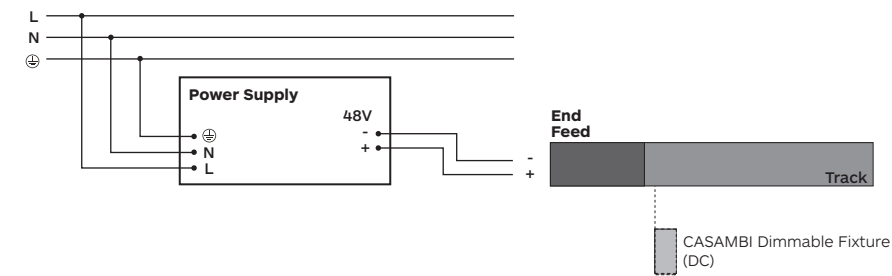 L
N
⏚
Power Supply
48V
⏚
N
L
-
+
-
+
End
Feed
Track
CASAMBI Dimmable Fixture
(DC)